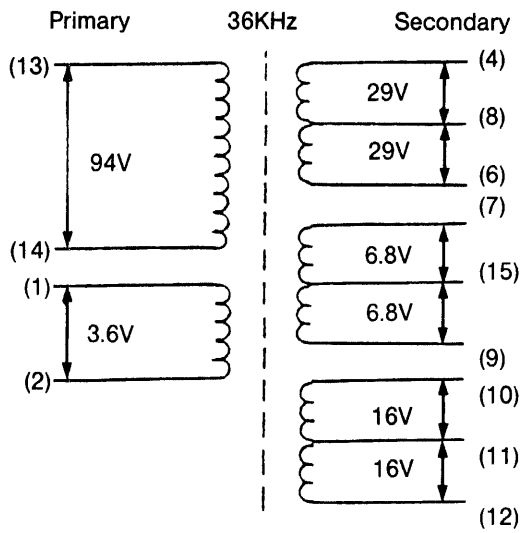 Primary 36KHz Secondary
(13) (4)
29V
94V (8)
29V
(6)
(7)
(14) 6.8V
(1) (15)
3.6V 6.8V
(2) (9)
(10)
16V
(11)
16V
(12)